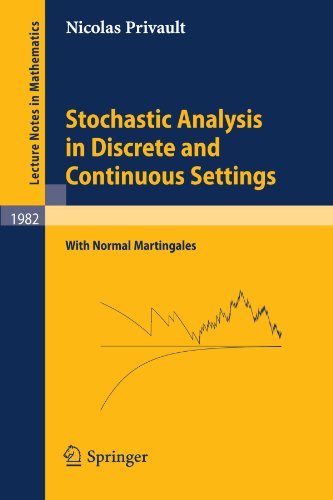 Nicolas Privault
Lecture Notes in Mathematics
Stochastic Analysis
in Discrete and
Continuous Settings
1982
With Normal Martingales
Springer